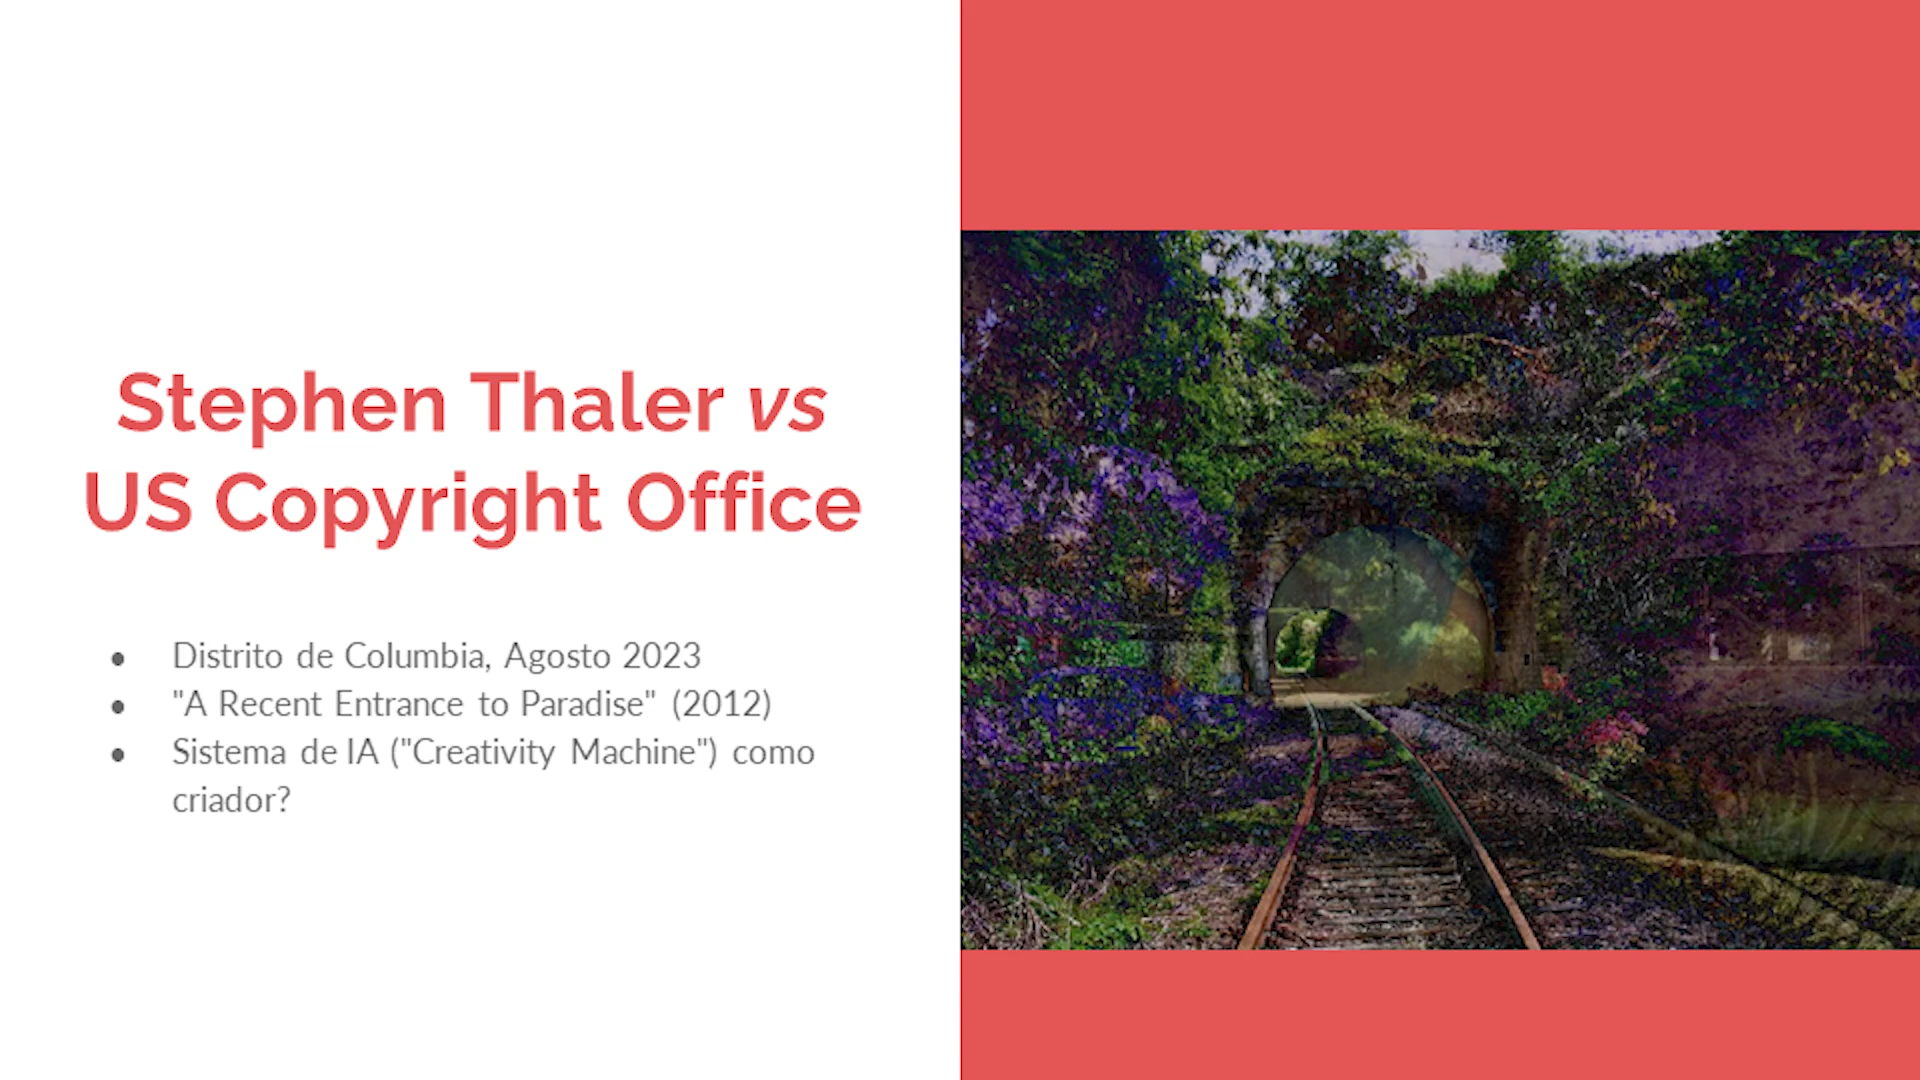 Stephen Thaler vs
US Copyright Office
● Distrito de Columbia, Agosto 2023
● "A Recent Entrance to Paradise" (2012)
● Sistema de IA ("Creativity Machine") como
criador?